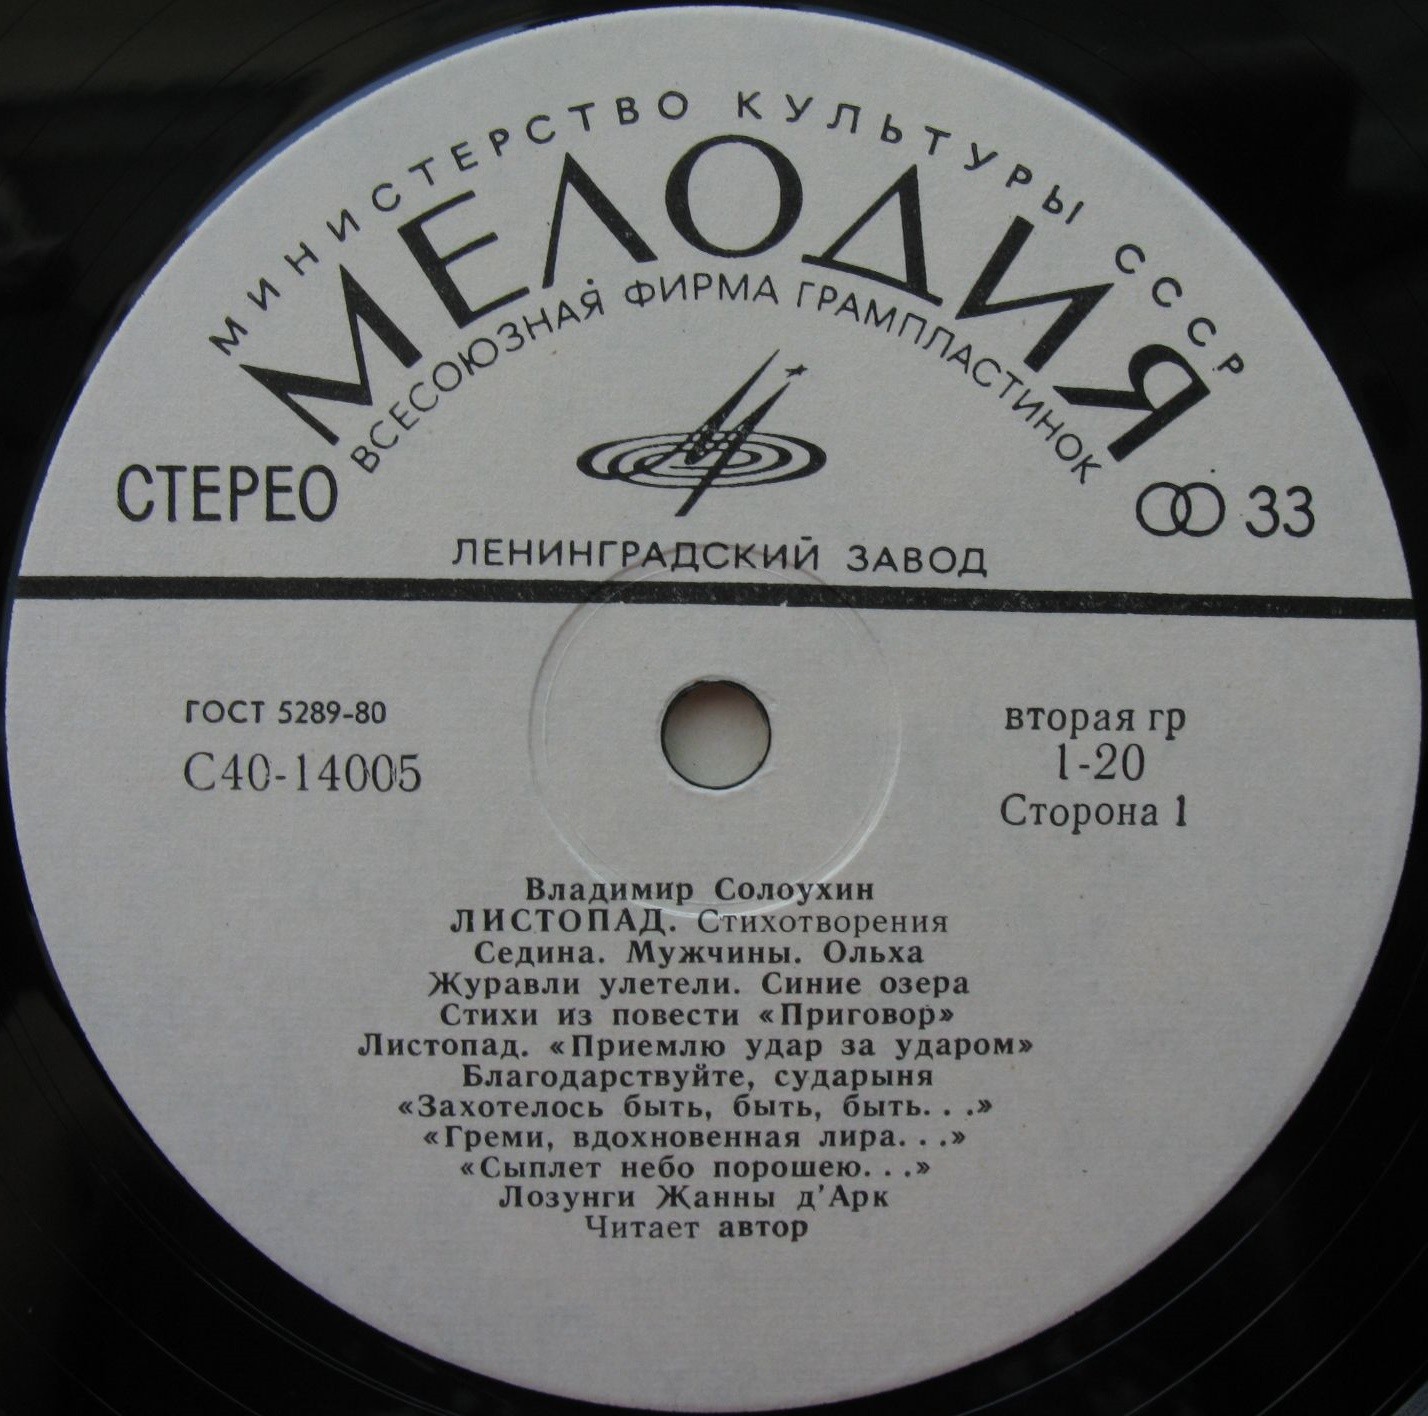 МИНИСТЕРСТВО КУЛЬТУРЫ СССР
МЕЛОДИЯ
ВСЕСОЮЗНАЯ ФИРМА ГРАМПЛАСТИНОК
СТЕРЕО
33
ЛЕНИНГРАДСКИЙ ЗАВОД
ГОСТ 5289-80
С40-14005
вторая гр
1-20
Сторона 1
Владимир Солоухин
ЛИСТОПАД. Стихотворения
Седина. Мужчины. Ольха
Журавли улетели. Синие озера
Стихи из повести «Приговор»
Листопад. «Приемлю удар за ударом»
Благодарствуйте, сударыня
«Захотелось быть, быть, быть. . .»
«Греми, вдохновенная лира. . .»
«Сыплет небо порошею. . .»
Лозунги Жанны д'Арк
Читает автор